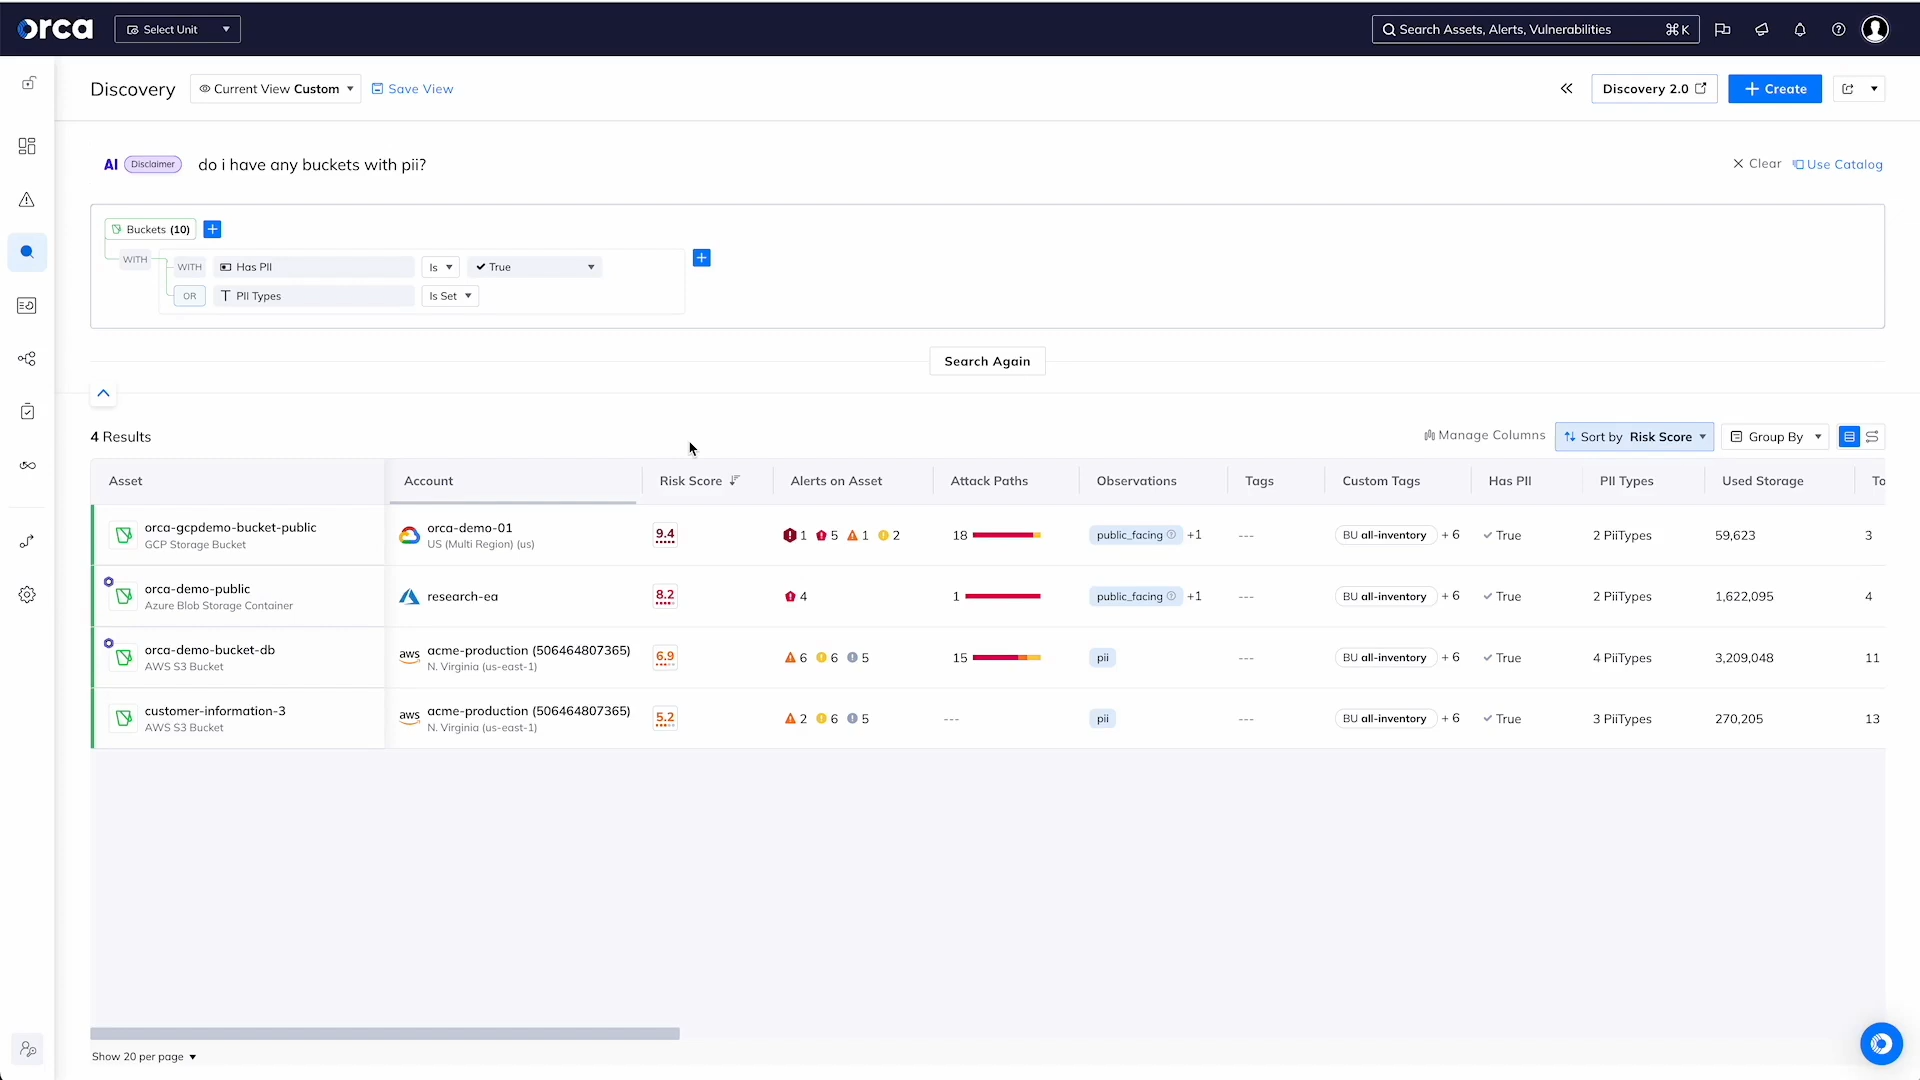 orca
Select Unit
Search Assets, Alerts, Vulnerabilities ⌘K
Discovery
Current View Custom
Save View
Discovery 2.0
+ Create
AI Disclaimer do i have any buckets with pii?
Clear
Use Catalog
Buckets (10)
WITH
WITH Has PII Is True
OR PII Types Is Set
Search Again
4 Results
Manage Columns
Sort by Risk Score
Group By
Asset Account Risk Score Alerts on Asset Attack Paths Observations Tags Custom Tags Has PII PII Types Used Storage To
orca-gcpdemo-bucket-public
GCP Storage Bucket
orca-demo-01
US (Multi Region) (us)
9.4 1 5 1 2 18 public_facing +1 --- BU all-inventory + 6 True 2 PiiTypes 59,623 3
orca-demo-public
Azure Blob Storage Container
research-ea
8.2 4 1 public_facing +1 --- BU all-inventory + 6 True 2 PiiTypes 1,622,095 4
orca-demo-bucket-db
AWS S3 Bucket
aws acme-production (506464807365)
N. Virginia (us-east-1)
6.9 6 6 5 15 pii --- BU all-inventory + 6 True 4 PiiTypes 3,209,048 11
customer-information-3
AWS S3 Bucket
aws acme-production (506464807365)
N. Virginia (us-east-1)
5.2 2 6 5 --- pii --- BU all-inventory + 6 True 3 PiiTypes 270,205 13
Show 20 per page